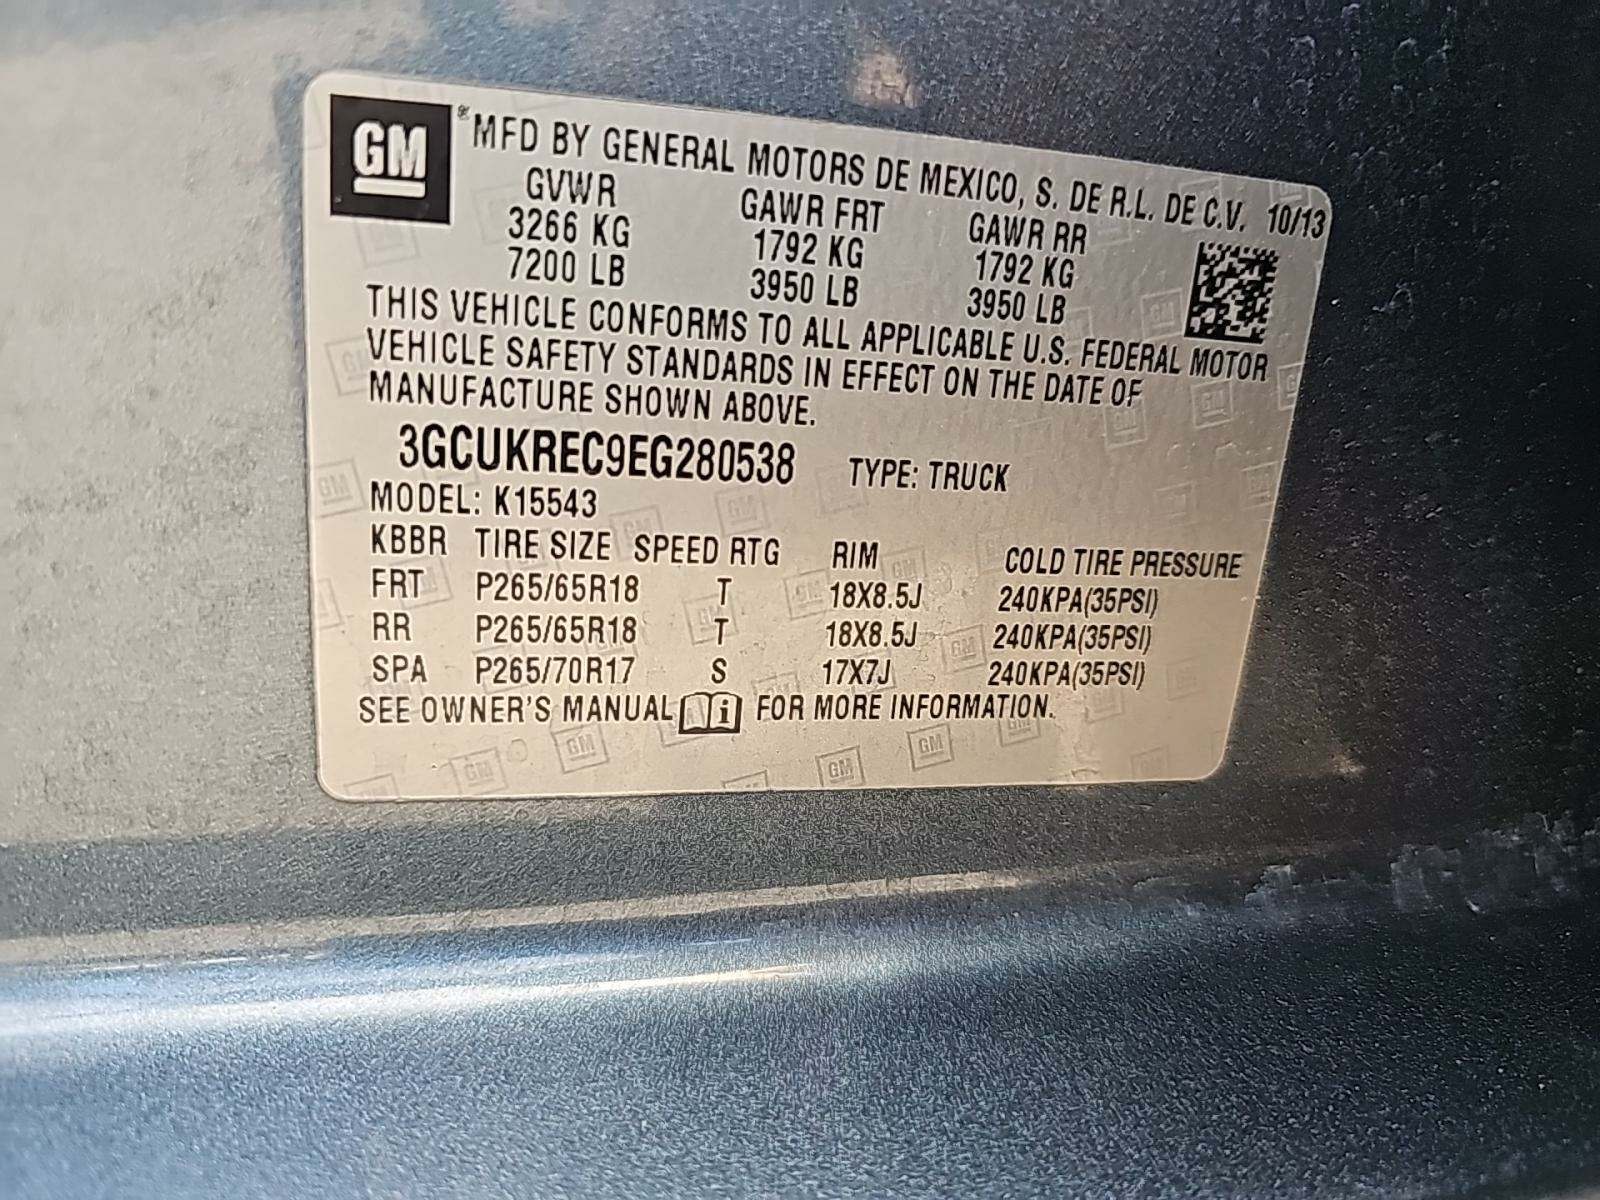 GM ® MFD BY GENERAL MOTORS DE MEXICO, S. DE R.L. DE C.V. 10/13
GVWR GAWR FRT GAWR RR
3266 KG 1792 KG 1792 KG
7200 LB 3950 LB 3950 LB
THIS VEHICLE CONFORMS TO ALL APPLICABLE U.S. FEDERAL MOTOR
VEHICLE SAFETY STANDARDS IN EFFECT ON THE DATE OF
MANUFACTURE SHOWN ABOVE.
3GCUKREC9EG280538 TYPE: TRUCK
MODEL: K15543
KBBR TIRE SIZE SPEED RTG RIM COLD TIRE PRESSURE
FRT P265/65R18 T 18X8.5J 240KPA(35PSI)
RR P265/65R18 T 18X8.5J 240KPA(35PSI)
SPA P265/70R17 S 17X7J 240KPA(35PSI)
SEE OWNER'S MANUAL i FOR MORE INFORMATION.